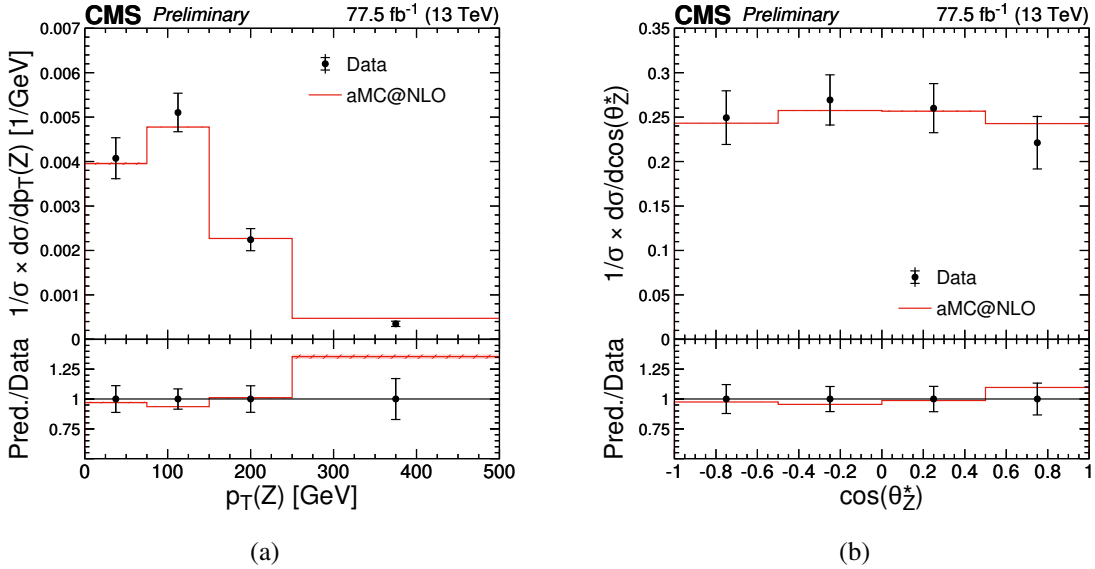 CMS Preliminary 77.5 fb⁻¹ (13 TeV)
1/σ × dσ/dp_T(Z) [1/GeV]
0.007
0.006
0.005
0.004
0.003
0.002
0.001
0
Data
aMC@NLO
Pred./Data
1.25
1
0.75
0 100 200 300 400 500
p_T(Z) [GeV]
(a)
CMS Preliminary 77.5 fb⁻¹ (13 TeV)
1/σ × dσ/dcos(θ*_Z)
0.35
0.3
0.25
0.2
0.15
0.1
0.05
0
Data
aMC@NLO
Pred./Data
1.25
1
0.75
-1 -0.8 -0.6 -0.4 -0.2 0 0.2 0.4 0.6 0.8 1
cos(θ*_Z)
(b)